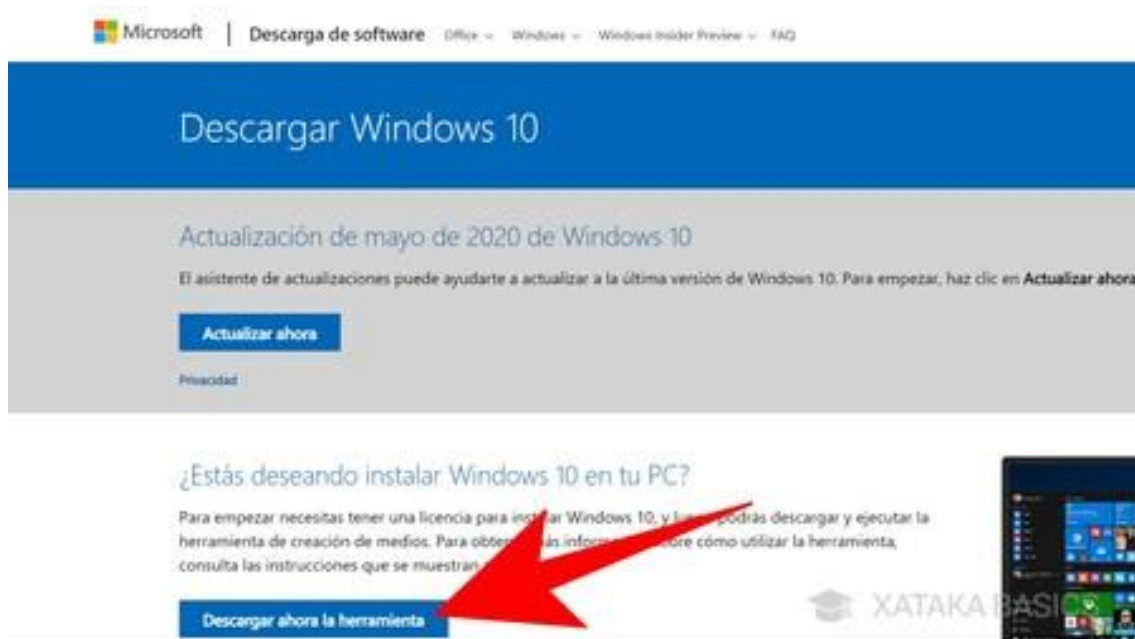 Microsoft | Descarga de software Office Windows Windows Insider Preview FAQ
Descargar Windows 10
Actualización de mayo de 2020 de Windows 10
El asistente de actualizaciones puede ayudarte a actualizar a la última versión de Windows 10. Para empezar, haz clic en Actualizar ahora
Actualizar ahora
Privacidad
¿Estás deseando instalar Windows 10 en tu PC?
Para empezar necesitas tener una licencia para instalar Windows 10, y podrás descargar y ejecutar la
herramienta de creación de medios. Para obtener más cómo utilizar la herramienta,
consulta las instrucciones que se muestran
Descargar ahora la herramienta
XATAKA BASICS